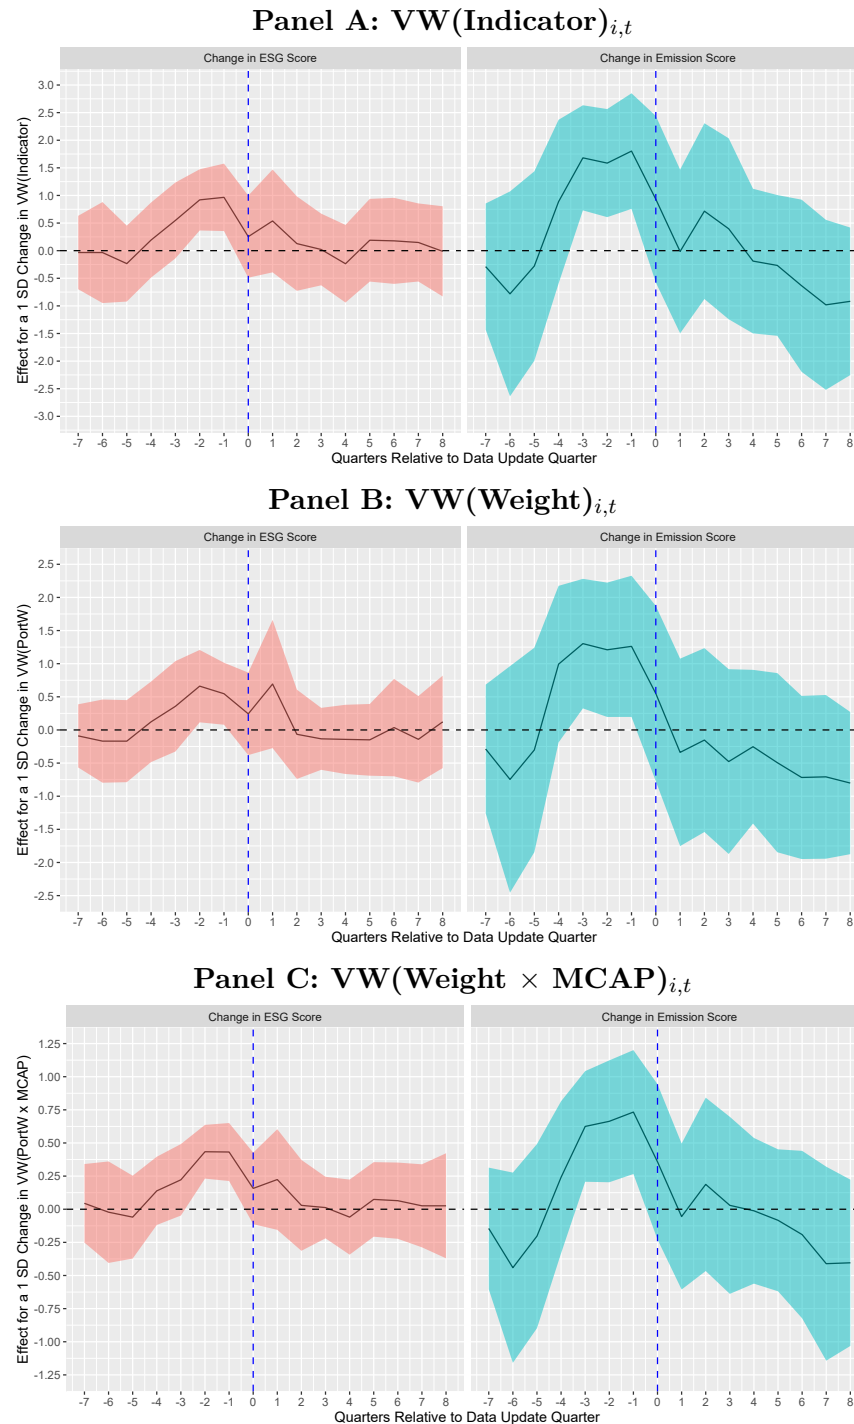 Panel A: VW(Indicator)i,t
Change in ESG Score
Change in Emission Score
Effect for a 1 SD Change in VW(Indicator)
3.0
2.5
2.0
1.5
1.0
0.5
0.0
-0.5
-1.0
-1.5
-2.0
-2.5
-3.0
-7 -6 -5 -4 -3 -2 -1 0 1 2 3 4 5 6 7 8
-7 -6 -5 -4 -3 -2 -1 0 1 2 3 4 5 6 7 8
Quarters Relative to Data Update Quarter
Panel B: VW(Weight)i,t
Change in ESG Score
Change in Emission Score
Effect for a 1 SD Change in VW(PortW)
2.5
2.0
1.5
1.0
0.5
0.0
-0.5
-1.0
-1.5
-2.0
-2.5
-7 -6 -5 -4 -3 -2 -1 0 1 2 3 4 5 6 7 8
-7 -6 -5 -4 -3 -2 -1 0 1 2 3 4 5 6 7 8
Quarters Relative to Data Update Quarter
Panel C: VW(Weight × MCAP)i,t
Change in ESG Score
Change in Emission Score
Effect for a 1 SD Change in VW(PortW x MCAP)
1.25
1.00
0.75
0.50
0.25
0.00
-0.25
-0.50
-0.75
-1.00
-1.25
-7 -6 -5 -4 -3 -2 -1 0 1 2 3 4 5 6 7 8
-7 -6 -5 -4 -3 -2 -1 0 1 2 3 4 5 6 7 8
Quarters Relative to Data Update Quarter